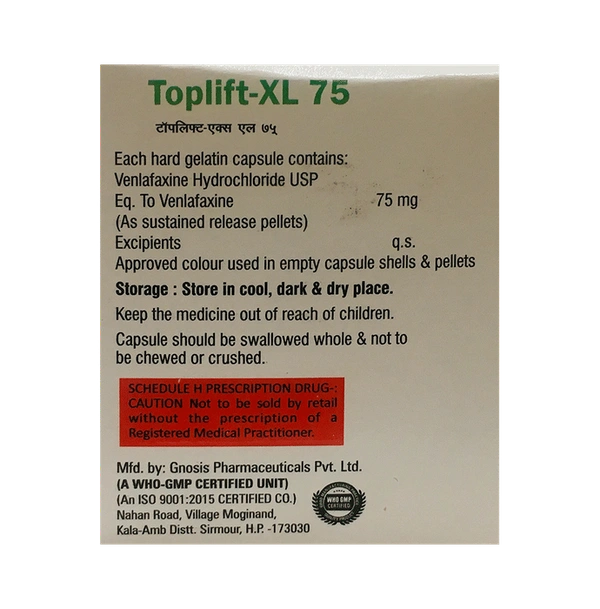 Toplift-XL 75
टॉपलिफ्ट-एक्स एल ७५
Each hard gelatin capsule contains:
Venlafaxine Hydrochloride USP
Eq. To Venlafaxine 75 mg
(As sustained release pellets)
Excipients q.s.
Approved colour used in empty capsule shells & pellets
Storage : Store in cool, dark & dry place.
Keep the medicine out of reach of children.
Capsule should be swallowed whole & not to
be chewed or crushed.
SCHEDULE H PRESCRIPTION DRUG-:
CAUTION Not to be sold by retail
without the prescription of a
Registered Medical Practitioner.
Mfd. by: Gnosis Pharmaceuticals Pvt. Ltd.
(A WHO-GMP CERTIFIED UNIT)
(An ISO 9001:2015 CERTIFIED CO.)
Nahan Road, Village Moginand,
Kala-Amb Distt. Sirmour, H.P. -173030
WHO GMP
CERTIFIED